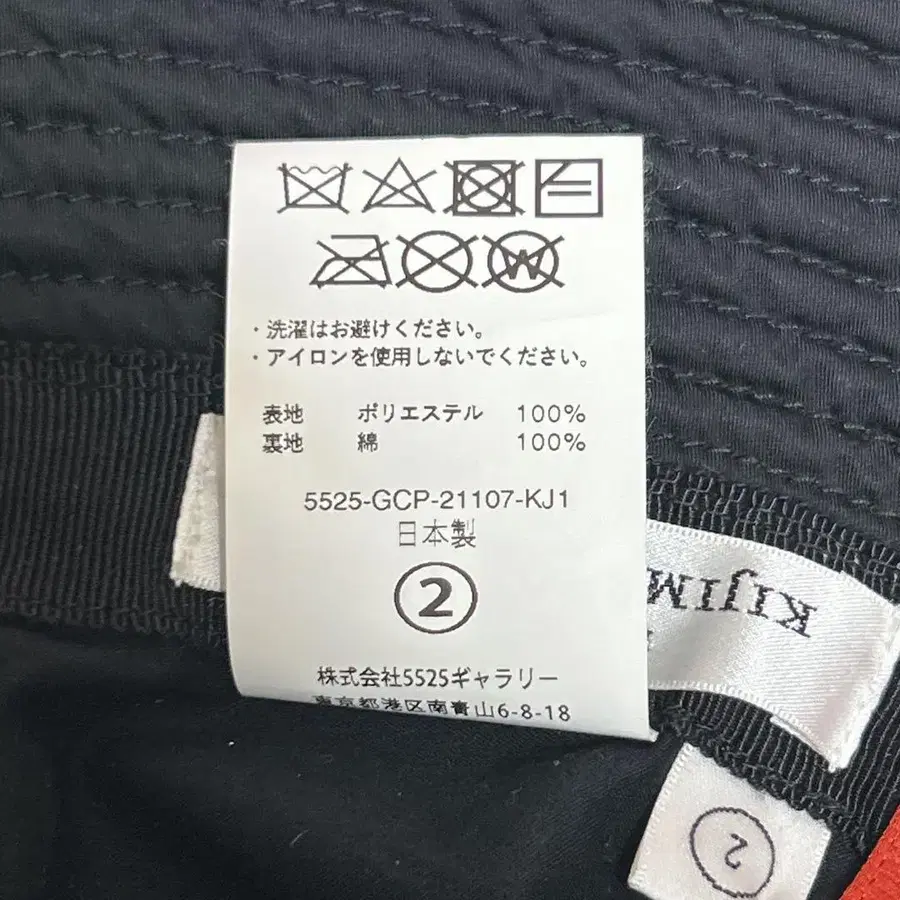 W
・洗濯はお避けください。
・アイロンを使用しないでください。
表地 ポリエステル 100%
裏地 綿 100%
5525-GCP-21107-KJ1
日本製
2
株式会社5525ギャラリー
東京都港区南青山6-8-18
KIJIM
2